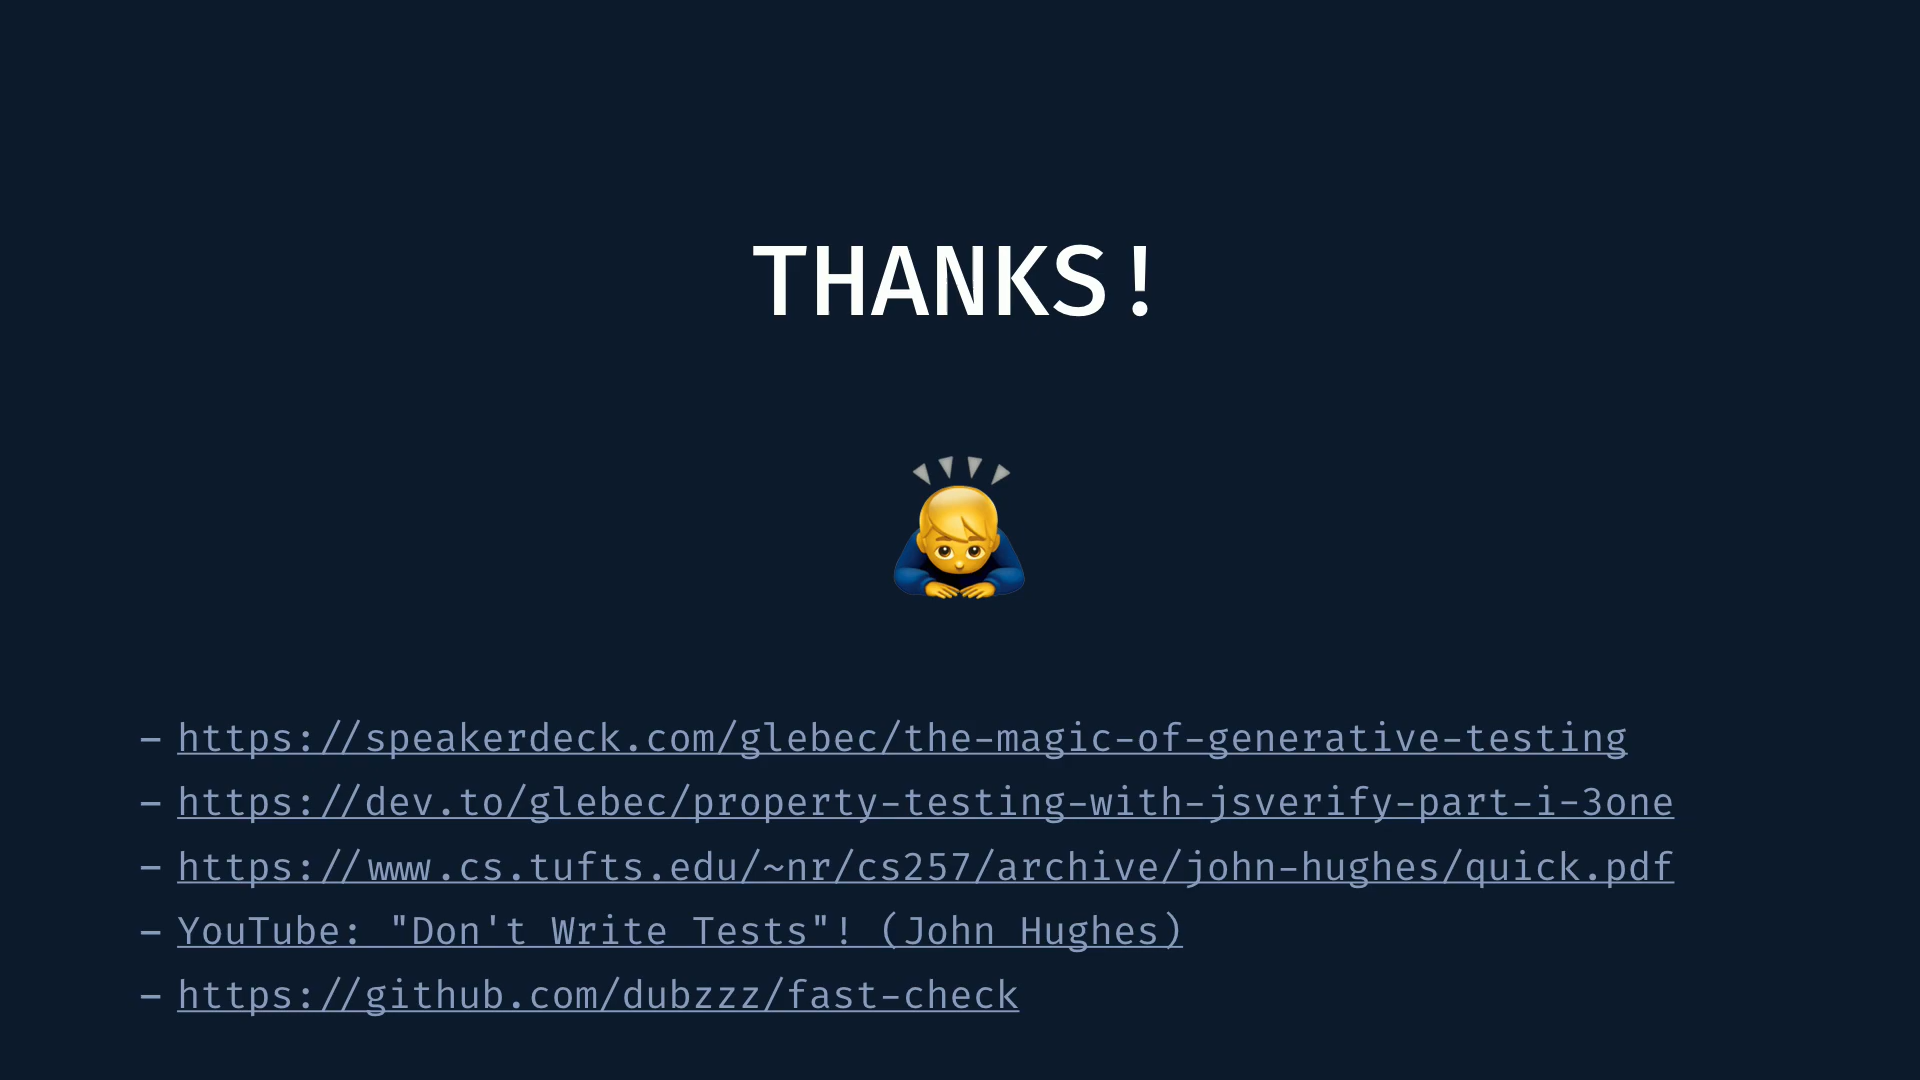 THANKS!
– https://speakerdeck.com/glebec/the-magic-of-generative-testing
– https://dev.to/glebec/property-testing-with-jsverify-part-i-3one
– https://www.cs.tufts.edu/~nr/cs257/archive/john-hughes/quick.pdf
– YouTube: "Don't Write Tests"! (John Hughes)
– https://github.com/dubzzz/fast-check